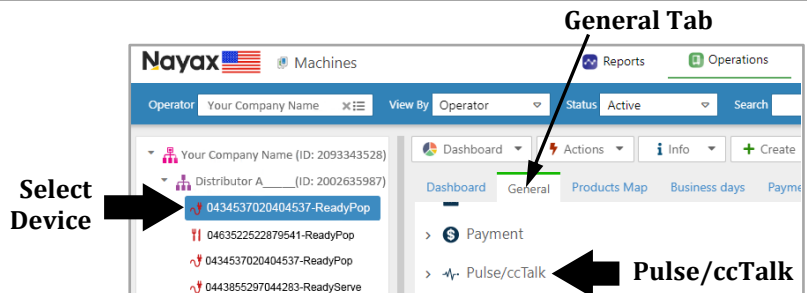 General Tab
Nayax Machines Reports Operations
Operator Your Company Name View By Operator Status Active Search
Your Company Name (ID: 2093343528) Dashboard Actions Info Create
Distributor A_____(ID: 2002635987) Dashboard General Products Map Business days Payme
Select
Device
0434537020404537-ReadyPop
0463522522879541-ReadyPop Payment
0434537020404537-ReadyPop Pulse/ccTalk Pulse/ccTalk
0443855297044283-ReadyServe